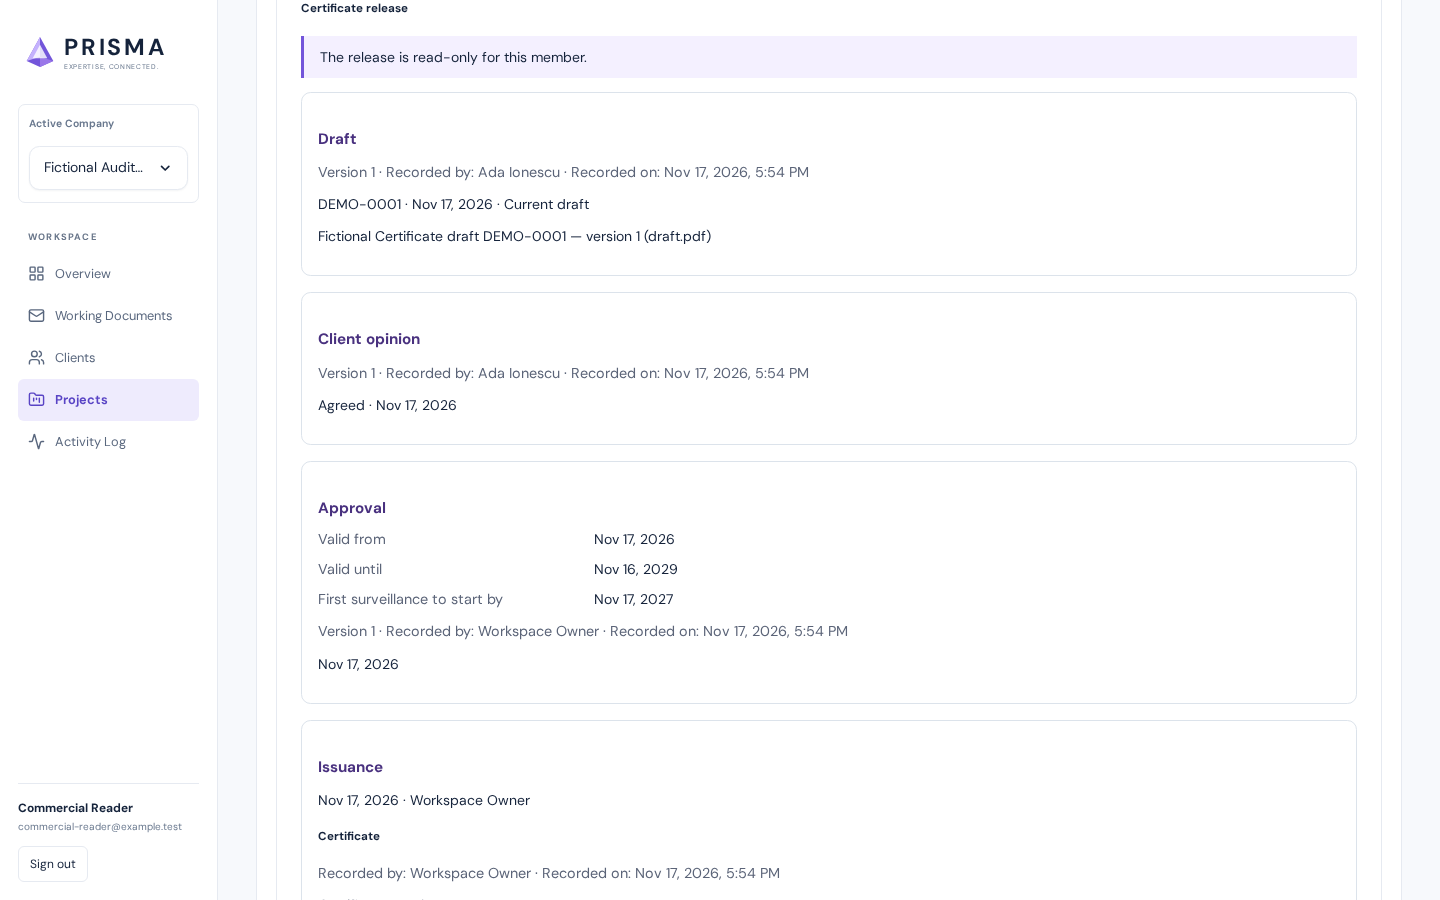 PRISMA
EXPERTISE, CONNECTED.
Active Company
Fictional Audit...
WORKSPACE
Overview
Working Documents
Clients
Projects
Activity Log
Commercial Reader
commercial-reader@example.test
Sign out
Certificate release
The release is read-only for this member.
Draft
Version 1 · Recorded by: Ada Ionescu · Recorded on: Nov 17, 2026, 5:54 PM
DEMO-0001 · Nov 17, 2026 · Current draft
Fictional Certificate draft DEMO-0001 — version 1 (draft.pdf)
Client opinion
Version 1 · Recorded by: Ada Ionescu · Recorded on: Nov 17, 2026, 5:54 PM
Agreed · Nov 17, 2026
Approval
Valid from Nov 17, 2026
Valid until Nov 16, 2029
First surveillance to start by Nov 17, 2027
Version 1 · Recorded by: Workspace Owner · Recorded on: Nov 17, 2026, 5:54 PM
Nov 17, 2026
Issuance
Nov 17, 2026 · Workspace Owner
Certificate
Recorded by: Workspace Owner · Recorded on: Nov 17, 2026, 5:54 PM